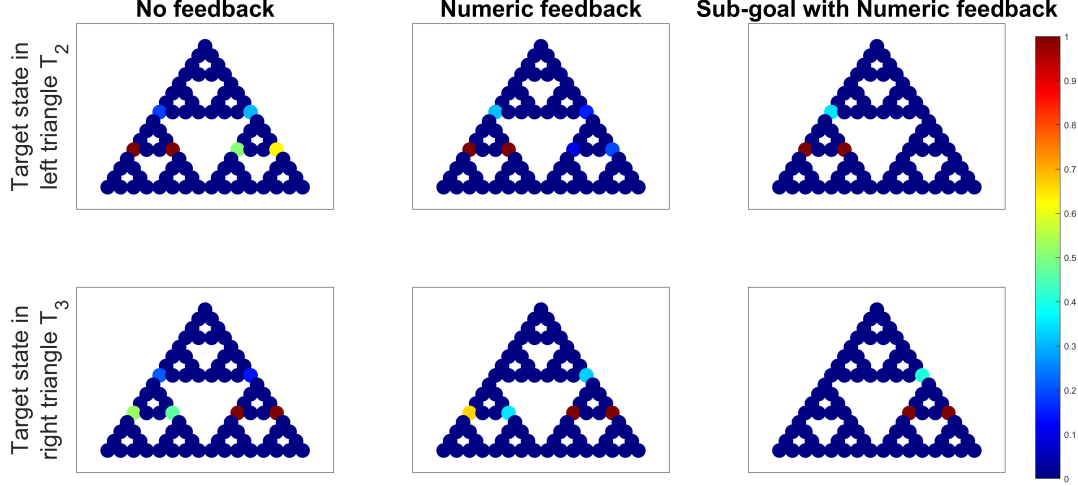 No feedback
Numeric feedback
Sub-goal with Numeric feedback
Target state in
left triangle T2
Target state in
right triangle T3
1
0.9
0.8
0.7
0.6
0.5
0.4
0.3
0.2
0.1
0